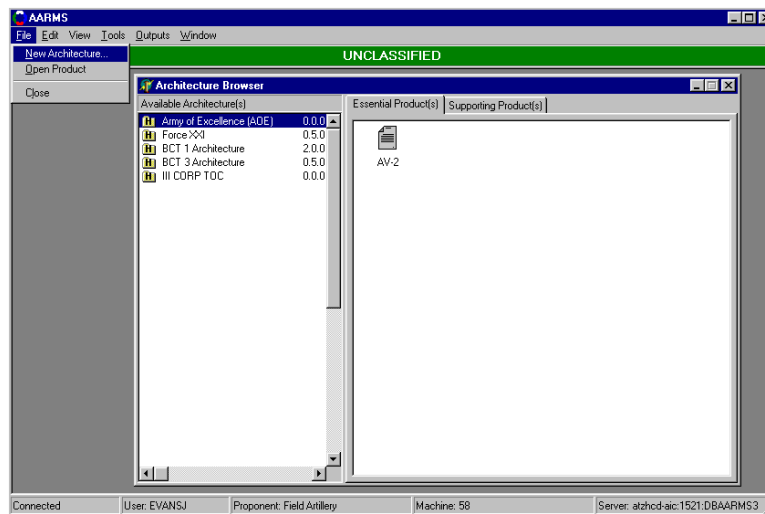 AARMS
File Edit View Tools Outputs Window
New Architecture...
UNCLASSIFIED
Open Product
Close
Architecture Browser
Available Architecture(s)
Essential Product(s) Supporting Product(s)
Army of Excellence (AOE) 0.0.0
Force XXI 0.5.0
BCT 1 Architecture 2.0.0
BCT 3 Architecture 0.5.0
III CORP TOC 0.0.0
AV-2
Connected User: EVANSJ Proponent: Field Artillery Machine: 58 Server: atzhcd-aic:1521:DBAARMS3